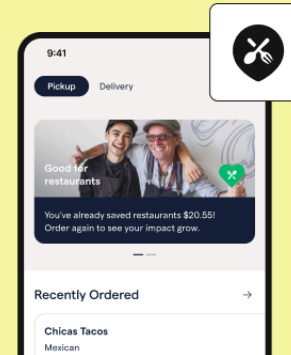 9:41
Pickup Delivery
Good for
restaurants
You've already saved restaurants $20.55!
Order again to see your impact grow.
Recently Ordered
Chicas Tacos
Mexican